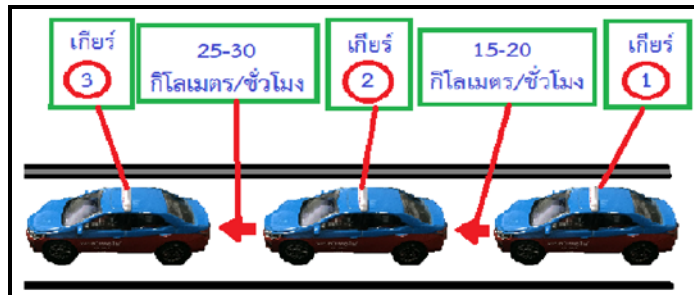 เกียร์
3
25-30
กิโลเมตร/ชั่วโมง
เกียร์
2
15-20
กิโลเมตร/ชั่วโมง
เกียร์
1